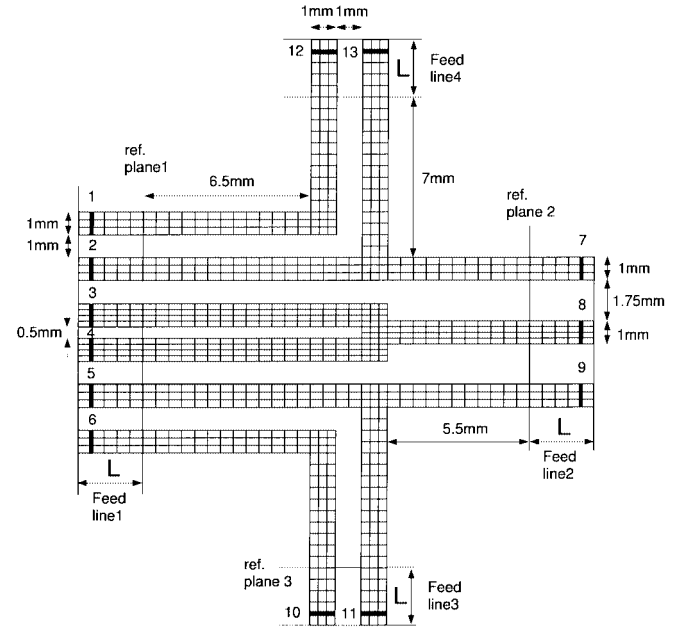 1mm 1mm
12 13
L Feed
line4
ref.
plane1
6.5mm
7mm
ref.
plane 2
1
1mm
1mm
2
7
1mm
3
1.75mm
8
0.5mm
4
1mm
5
9
6
5.5mm
L
Feed
line2
L
Feed
line1
ref.
plane 3
L Feed
line3
10 11